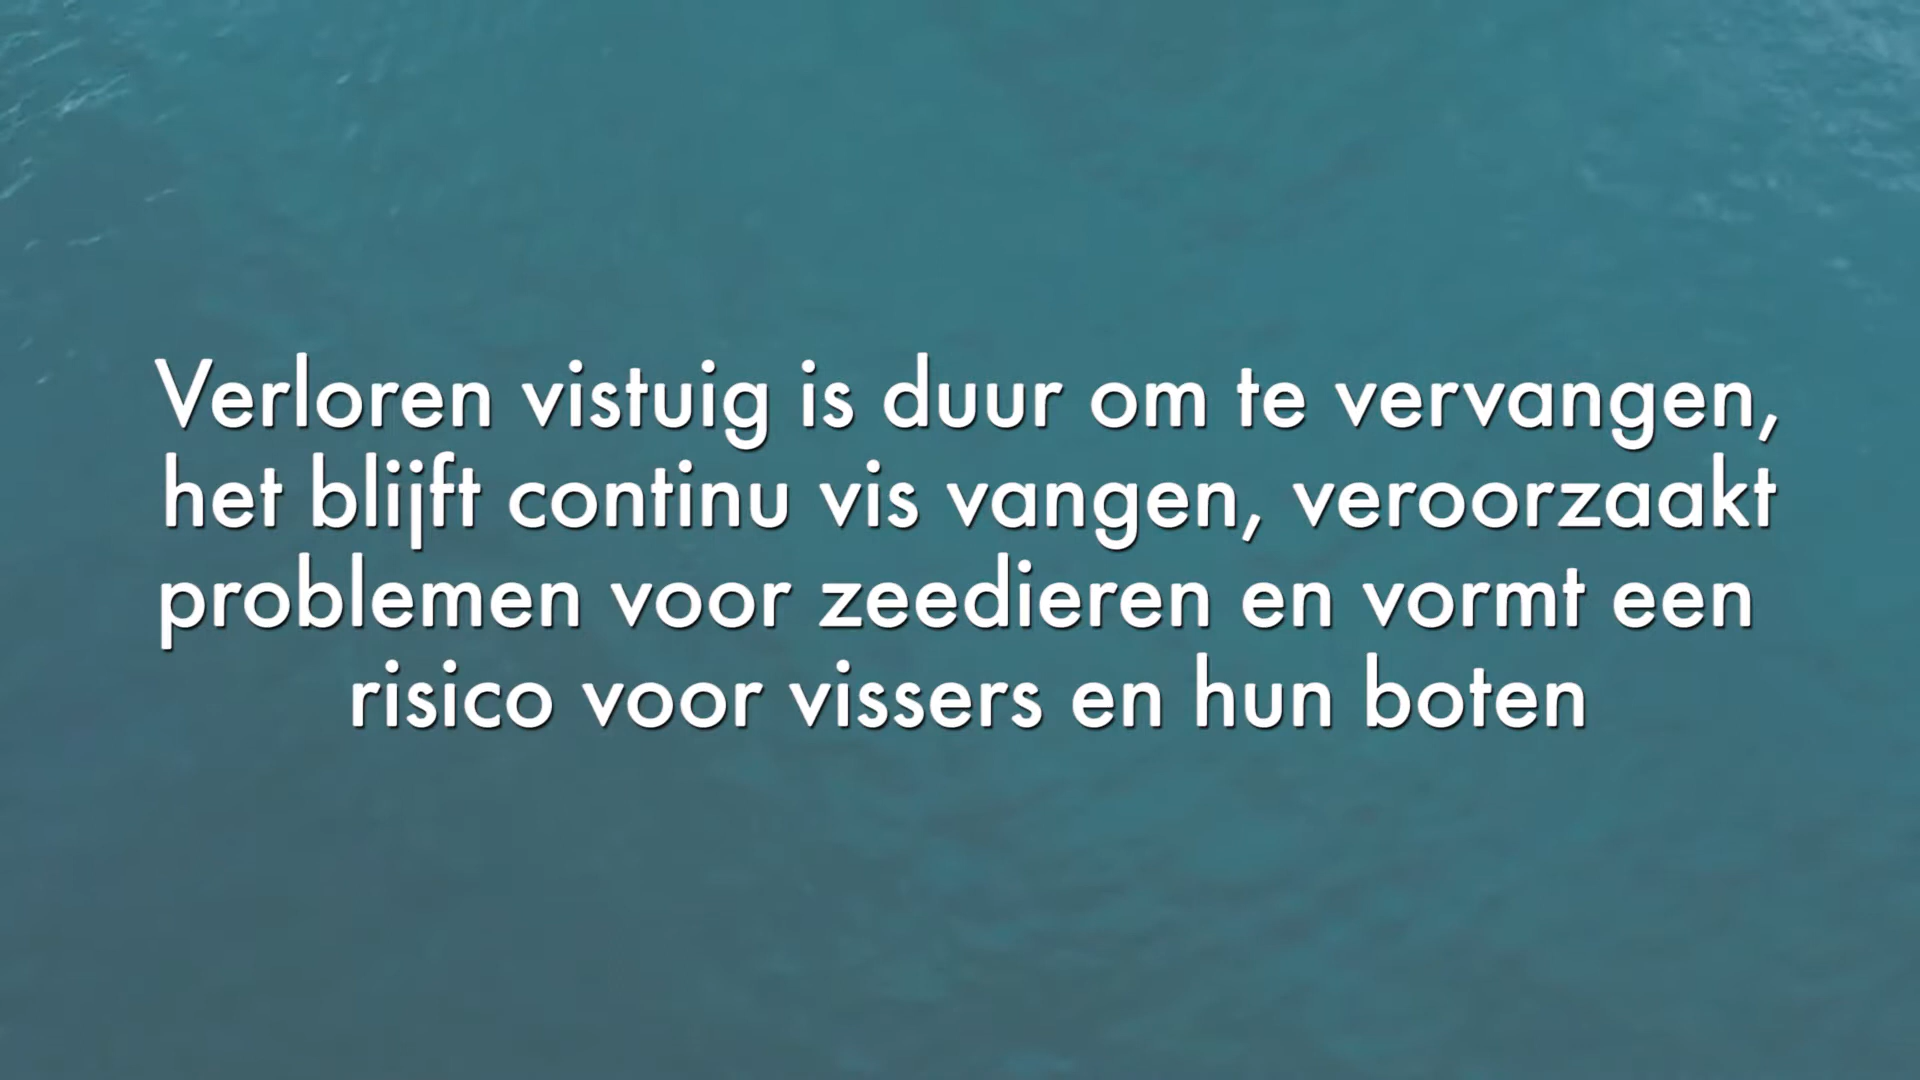 Verloren vistuig is duur om te vervangen,
het blijft continu vis vangen, veroorzaakt
problemen voor zeedieren en vormt een
risico voor vissers en hun boten